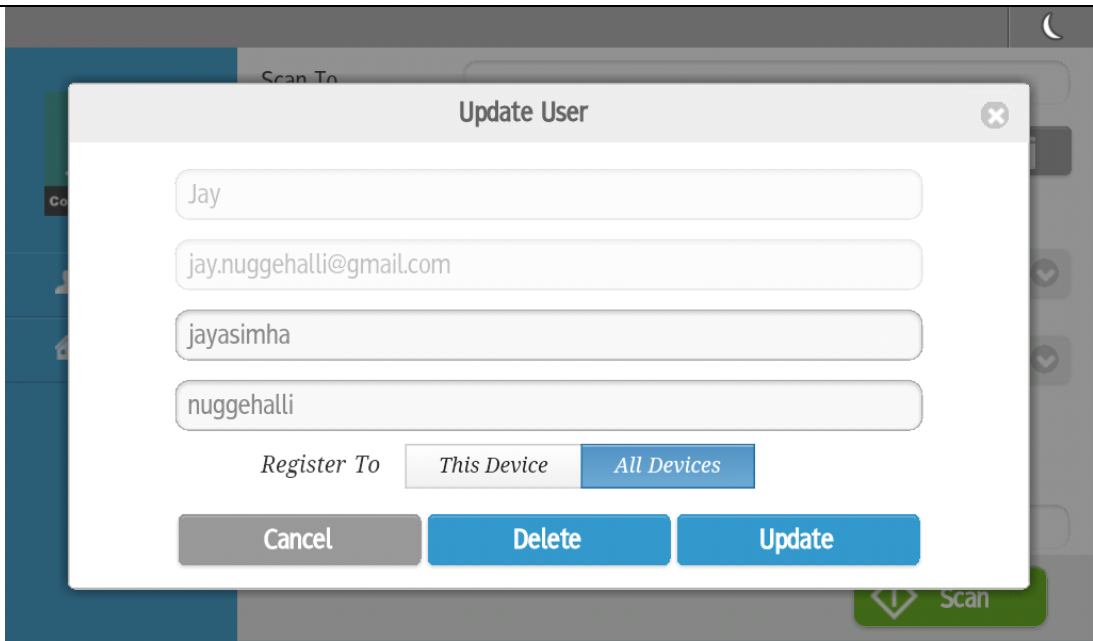 Scan To
Update User
Jay
Co
jay.nuggehalli@gmail.com
jayasimha
nuggehalli
Register To This Device All Devices
Cancel Delete Update
Scan